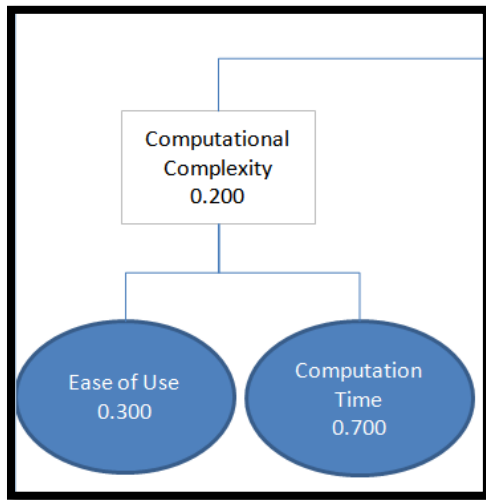 Computational
Complexity
0.200
Ease of Use
0.300
Computation
Time
0.700